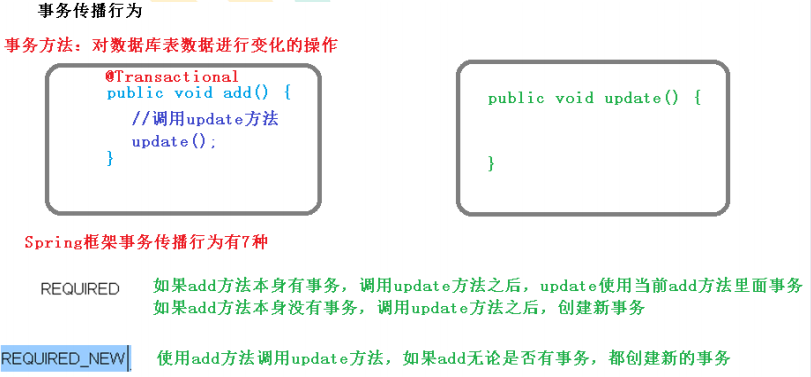 事务传播行为
事务方法：对数据库表数据进行变化的操作
@Transactional
public void add() {
//调用update方法
update();
}
public void update() {
}
Spring框架事务传播行为有7种
REQUIRED
如果add方法本身有事务，调用update方法之后，update使用当前add方法里面事务
如果add方法本身没有事务，调用update方法之后，创建新事务
REQUIRED_NEW
使用add方法调用update方法，如果add无论是否有事务，都创建新的事务